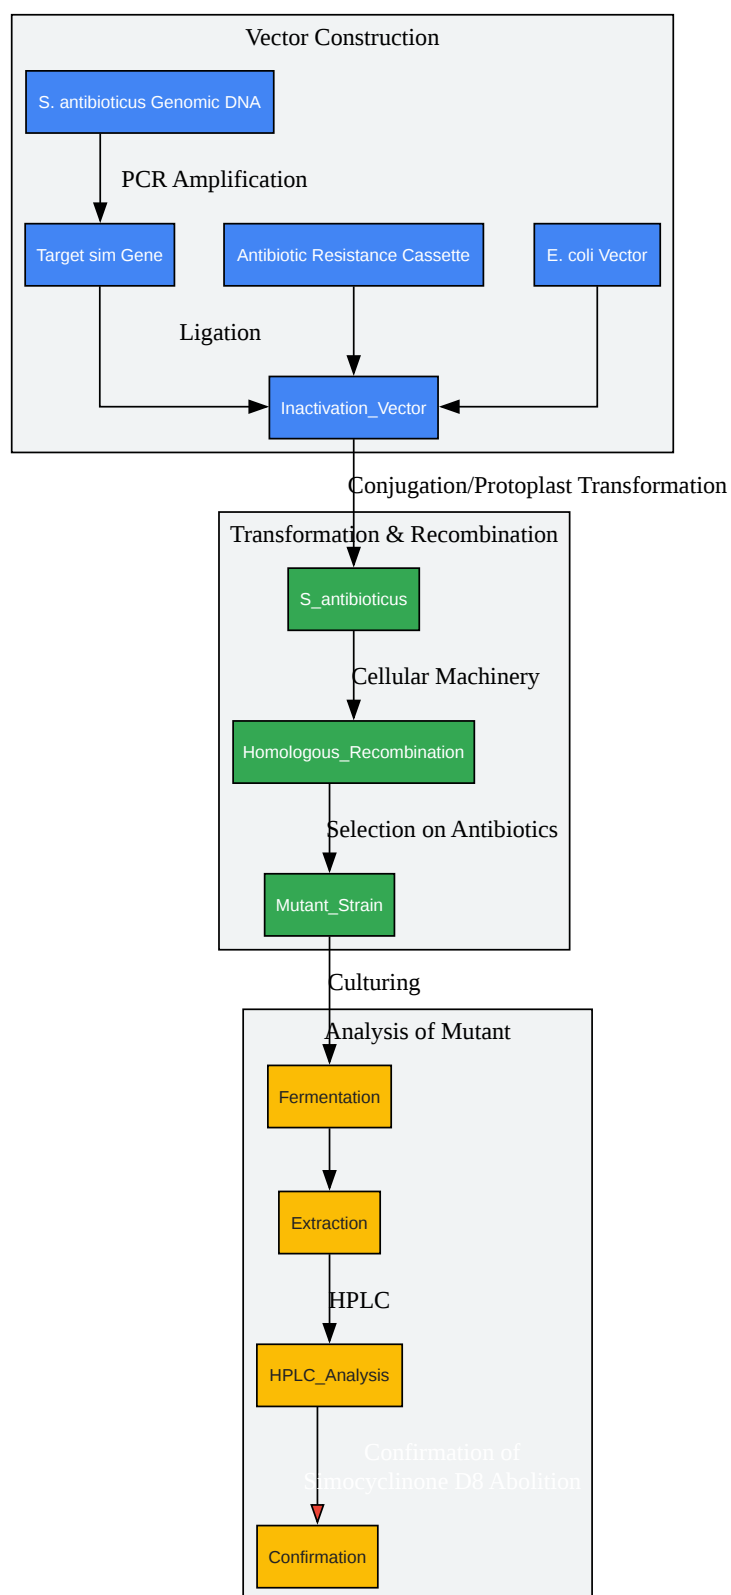 Vector Construction
S. antibioticus Genomic DNA
PCR Amplification
Target sim Gene
Antibiotic Resistance Cassette
E. coli Vector
Ligation
Inactivation_Vector
Conjugation/Protoplast Transformation
Transformation & Recombination
S_antibioticus
Cellular Machinery
Homologous_Recombination
Selection on Antibiotics
Mutant_Strain
Culturing
Analysis of Mutant
Fermentation
Extraction
HPLC
HPLC_Analysis
Confirmation of
Simocyclinone D8 Abolition
Confirmation